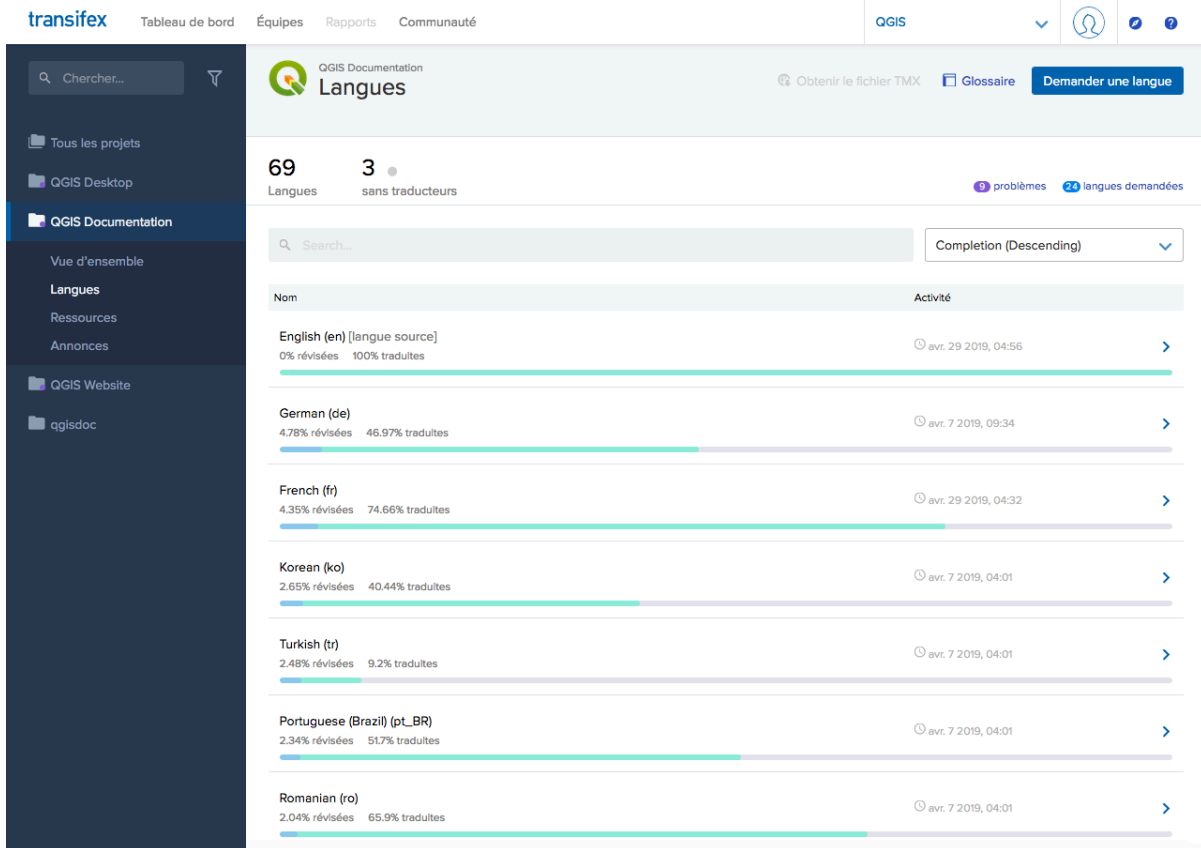 transifex
Tableau de bord
Équipes
Rapports
Communauté
QGIS
Chercher...
Tous les projets
QGIS Desktop
QGIS Documentation
Vue d'ensemble
Langues
Ressources
Annonces
QGIS Website
qgisdoc
QGIS Documentation
Langues
Obtenir le fichier TMX
Glossaire
Demander une langue
69
Langues
3
sans traducteurs
9 problèmes
24 langues demandées
Search...
Completion (Descending)
Nom
Activité
English (en) [langue source]
0% révisées 100% traduites
avr. 29 2019, 04:56
German (de)
4.78% révisées 46.97% traduites
avr. 7 2019, 09:34
French (fr)
4.35% révisées 74.66% traduites
avr. 29 2019, 04:32
Korean (ko)
2.65% révisées 40.44% traduites
avr. 7 2019, 04:01
Turkish (tr)
2.48% révisées 9.2% traduites
avr. 7 2019, 04:01
Portuguese (Brazil) (pt_BR)
2.34% révisées 51.7% traduites
avr. 7 2019, 04:01
Romanian (ro)
2.04% révisées 65.9% traduites
avr. 7 2019, 04:01